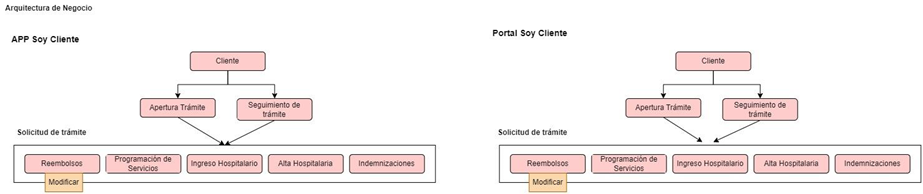 Arquitectura de Negocio
APP Soy Cliente
Cliente
Apertura Trámite
Seguimiento de
trámite
Solicitud de trámite
Reembolsos
Programación de
Servicios
Ingreso Hospitalario
Alta Hospitalaria
Indemnizaciones
Modificar
Portal Soy Cliente
Cliente
Apertura Trámite
Seguimiento de
trámite
Solicitud de trámite
Reembolsos
Programación de
Servicios
Ingreso Hospitalario
Alta Hospitalaria
Indemnizaciones
Modificar